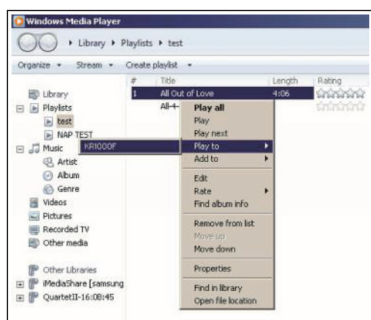 Windows Media Player
Library ▸ Playlists ▸ test
Organize Stream Create playlist
# Title Length Rating
Library
Playlists
test
NAP TEST
Music
Artist
Album
Genre
Videos
Pictures
Recorded TV
Other media
Other Libraries
iMediaShare [samsung
QuartetII-16:0B:45
1 All Out of Love 4:06
All-4-
Play all
Play
Play next
Play to
KR1000F
Add to
Edit
Rate
Find album info
Remove from list
Move up
Move down
Properties
Find in library
Open file location